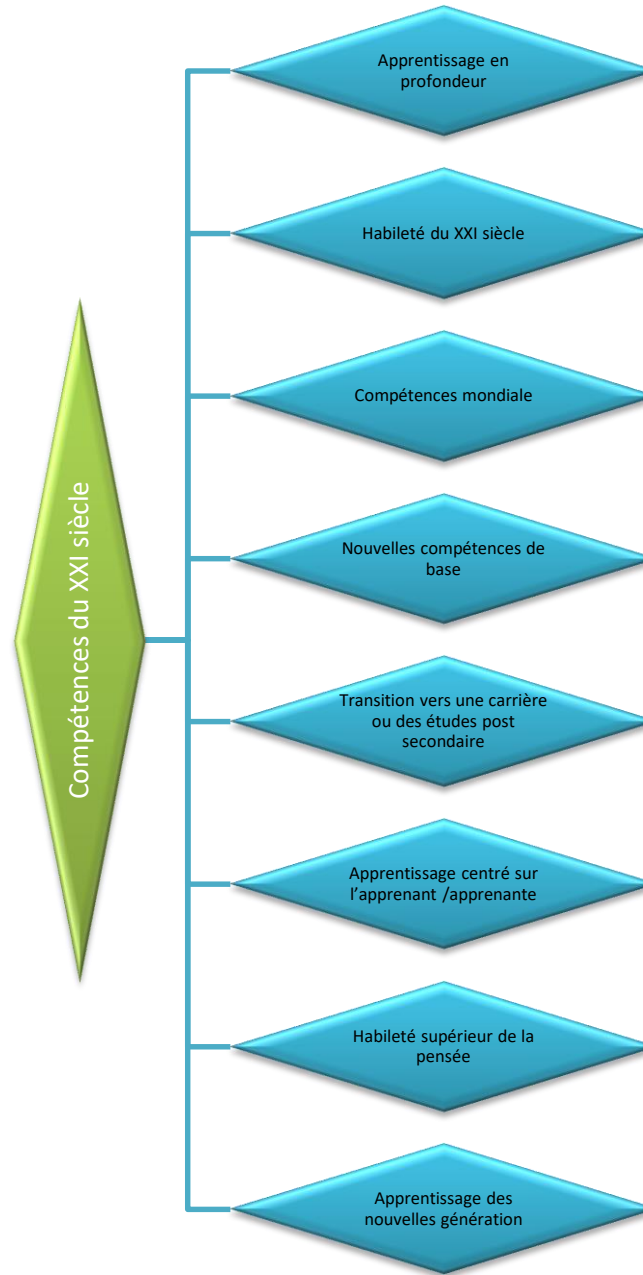 Compétences du XXI siècle
Apprentissage en
profondeur
Habileté du XXI siècle
Compétences mondiale
Nouvelles compétences de
base
Transition vers une carrière
ou des études post
secondaire
Apprentissage centré sur
l’apprenant /apprenante
Habileté supérieur de la
pensée
Apprentissage des
nouvelles génération